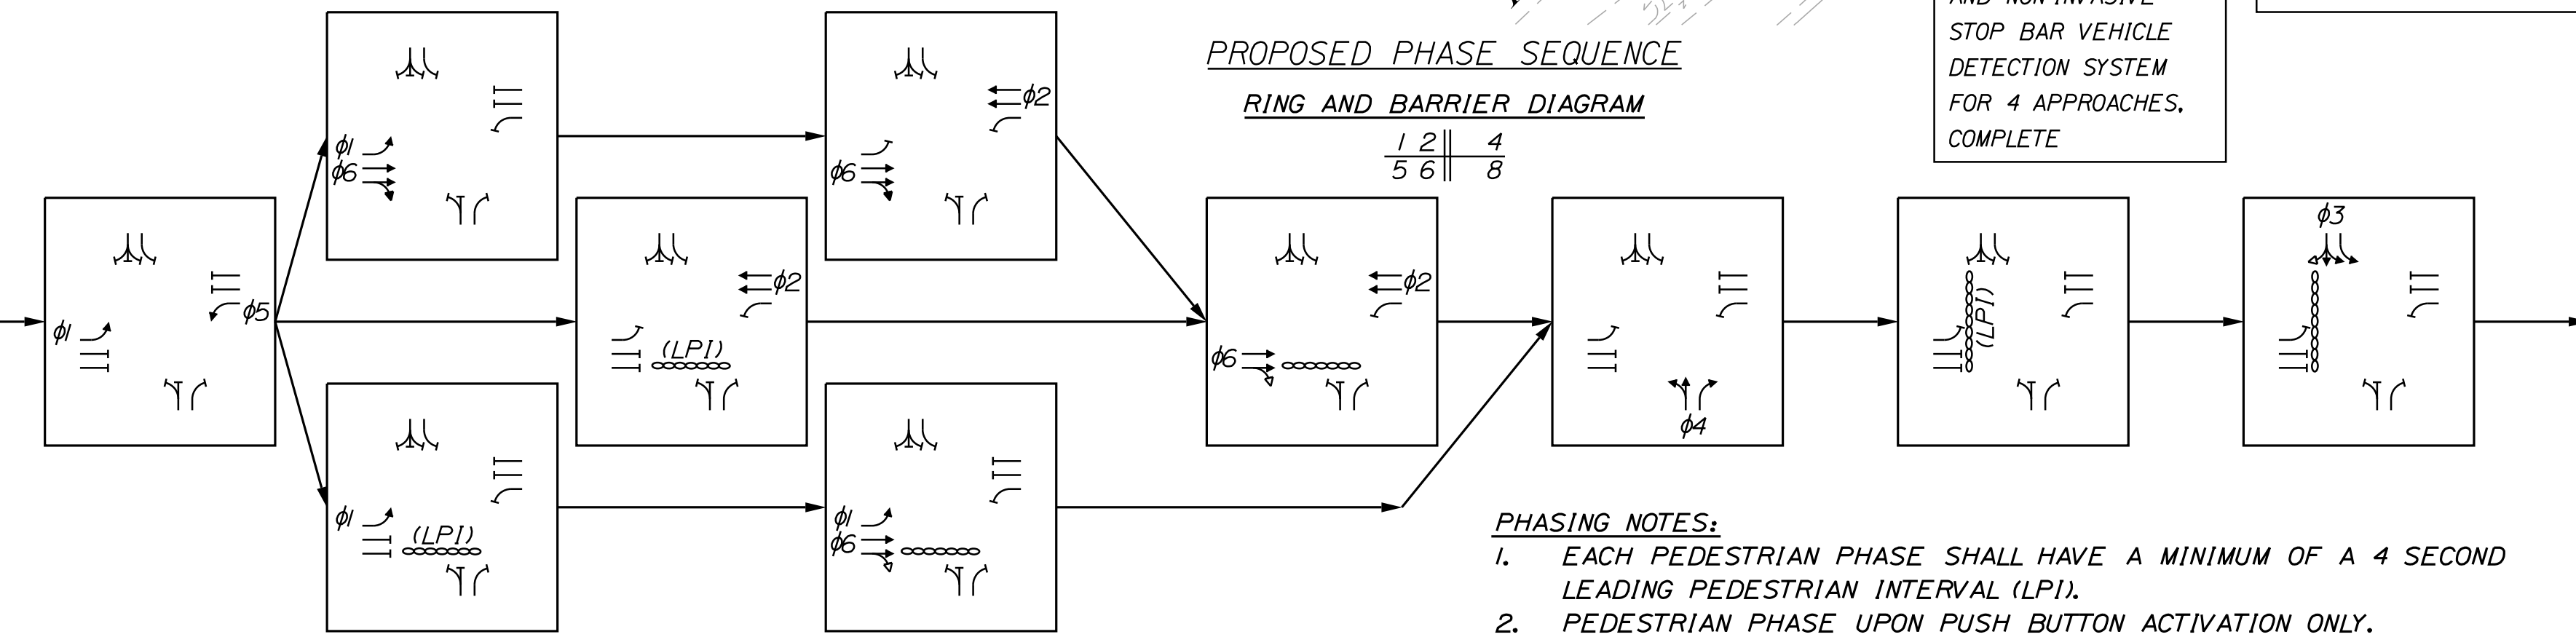 AND NON-INVASIVE
STOP BAR VEHICLE
DETECTION SYSTEM
FOR 4 APPROACHES,
COMPLETE
PROPOSED PHASE SEQUENCE
RING AND BARRIER DIAGRAM
1 2 4
5 6 8
ϕ1
ϕ6
ϕ2
ϕ6
ϕ1
ϕ5
ϕ2
(LPI)
ϕ2
ϕ6
ϕ4
(LPI)
ϕ3
ϕ1
(LPI)
ϕ1
ϕ6
PHASING NOTES:
1. EACH PEDESTRIAN PHASE SHALL HAVE A MINIMUM OF A 4 SECOND
LEADING PEDESTRIAN INTERVAL (LPI).
2. PEDESTRIAN PHASE UPON PUSH BUTTON ACTIVATION ONLY.